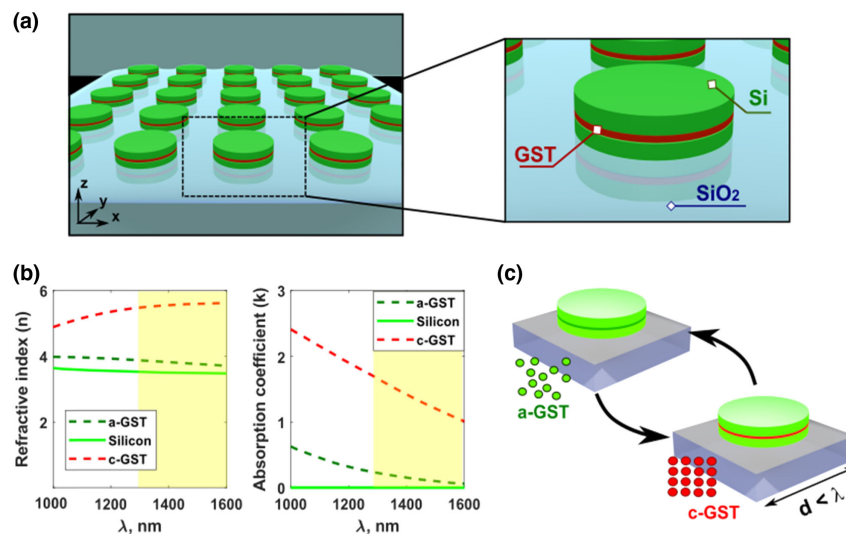 (a)
Si
GST
SiO₂
z
y
x
(b)
Refractive index (n)
6
4
2
a-GST
Silicon
c-GST
1000 1200 1400 1600
λ, nm
Absorption coefficient (k)
3
2
1
0
a-GST
Silicon
c-GST
1000 1200 1400 1600
λ, nm
(c)
a-GST
c-GST
d < λ